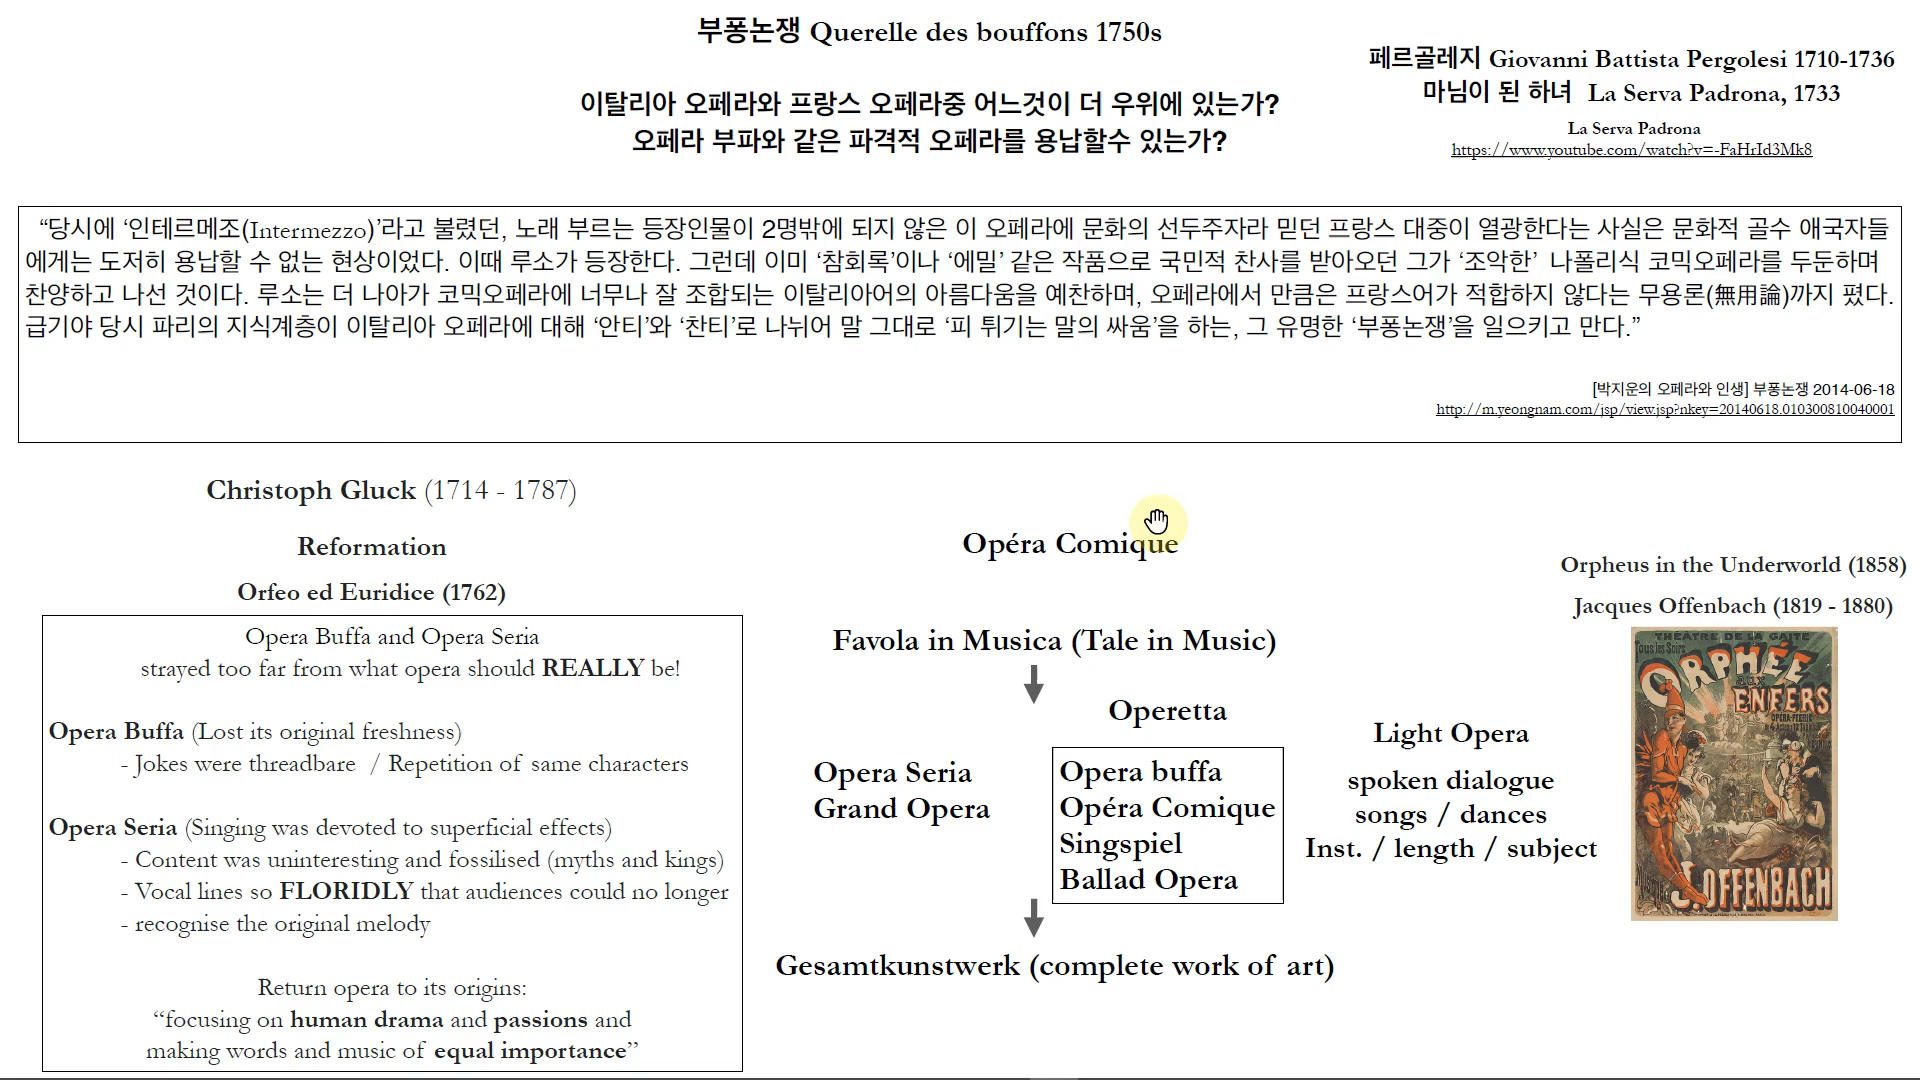 부퐁논쟁 Querelle des bouffons 1750s
이탈리아 오페라와 프랑스 오페라중 어느것이 더 우위에 있는가?
오페라 부파와 같은 파격적 오페라를 용납할수 있는가?
페르골레지 Giovanni Battista Pergolesi 1710-1736
마님이 된 하녀 La Serva Padrona, 1733
La Serva Padrona
https://www.youtube.com/watch?v=-FaHrId3Mk8
“당시에 ‘인테르메조(Intermezzo)’라고 불렸던, 노래 부르는 등장인물이 2명밖에 되지 않은 이 오페라에 문화의 선두주자라 믿던 프랑스 대중이 열광한다는 사실은 문화적 골수 애국자들
에게는 도저히 용납할 수 없는 현상이었다. 이때 루소가 등장한다. 그런데 이미 ‘참회록’이나 ‘에밀’ 같은 작품으로 국민적 찬사를 받아오던 그가 ‘조악한’ 나폴리식 코믹오페라를 두둔하며
찬양하고 나선 것이다. 루소는 더 나아가 코믹오페라에 너무나 잘 조합되는 이탈리아어의 아름다움을 예찬하며, 오페라에서 만큼은 프랑스어가 적합하지 않다는 무용론(無用論)까지 폈다.
급기야 당시 파리의 지식계층이 이탈리아 오페라에 대해 ‘안티’와 ‘찬티’로 나뉘어 말 그대로 ‘피 튀기는 말의 싸움’을 하는, 그 유명한 ‘부퐁논쟁’을 일으키고 만다.”
[박지운의 오페라와 인생] 부퐁논쟁 2014-06-18
http://m.yeongnam.com/jsp/view.jsp?nkey=20140618.010300810040001
Christoph Gluck (1714 - 1787)
Reformation
Orfeo ed Euridice (1762)
Opera Buffa and Opera Seria
strayed too far from what opera should REALLY be!
Opera Buffa (Lost its original freshness)
- Jokes were threadbare / Repetition of same characters
Opera Seria (Singing was devoted to superficial effects)
- Content was uninteresting and fossilised (myths and kings)
- Vocal lines so FLORIDLY that audiences could no longer
- recognise the original melody
Return opera to its origins:
“focusing on human drama and passions and
making words and music of equal importance”
Opéra Comique
Favola in Musica (Tale in Music)
Operetta
Opera Seria
Grand Opera
Opera buffa
Opéra Comique
Singspiel
Ballad Opera
Gesamtkunstwerk (complete work of art)
Light Opera
spoken dialogue
songs / dances
Inst. / length / subject
Orpheus in the Underworld (1858)
Jacques Offenbach (1819 - 1880)
THÉATRE DE LA GAITÉ
Tous les Soirs
ORPHÉE
aux
ENFERS
OPÉRA-FÉERIE
J. OFFENBACH